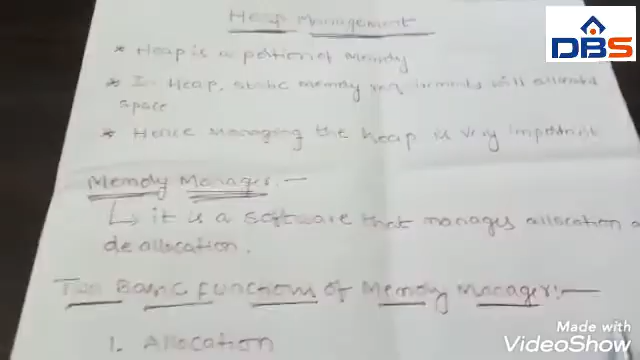 Heap Management
DBS
* Heap is a portion of memory
* In Heap, static memory requirements will allocate
space
* Hence managing the heap is very important
Memory Manager :-
↳ it is a software that manages allocation
de allocation.
Two Basic functions of Memory Manager:-
1. Allocation
Made with
VideoShow